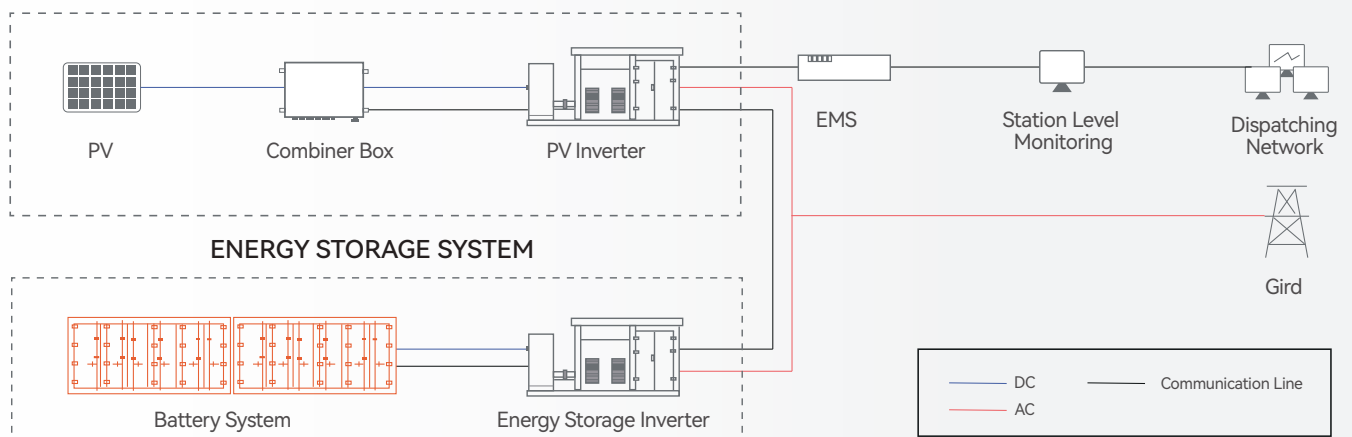 PV
Combiner Box
PV Inverter
EMS
Station Level
Monitoring
Dispatching
Network
ENERGY STORAGE SYSTEM
Gird
Battery System
Energy Storage Inverter
DC
Communication Line
AC